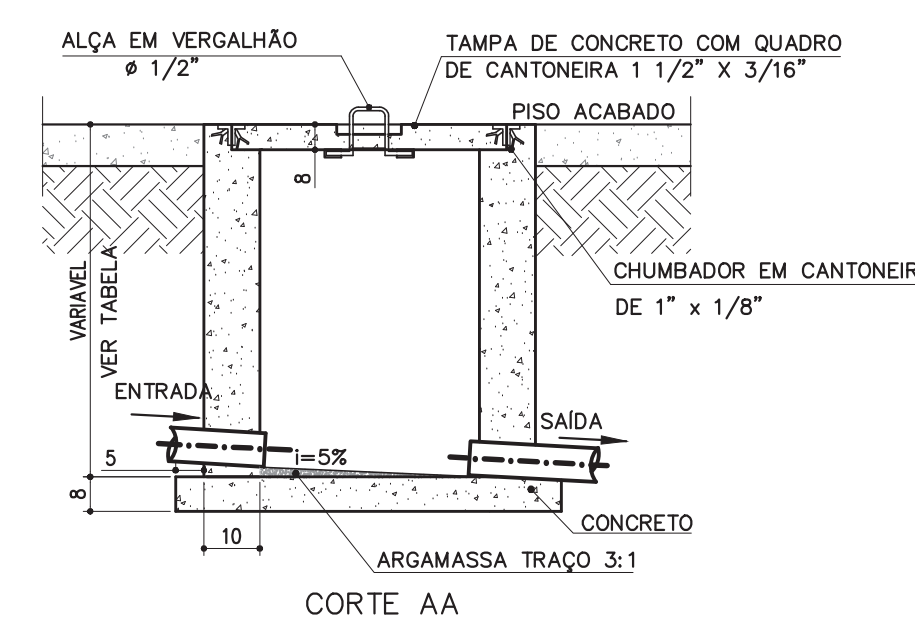 ALÇA EM VERGALHÃO
ø 1/2”
TAMPA DE CONCRETO COM QUADRO
DE CANTONEIRA 1 1/2” X 3/16”
PISO ACABADO
8
CHUMBADOR EM CANTONEIR
DE 1” x 1/8”
VARIAVEL
VER TABELA
ENTRADA
SAÍDA
5
i=5%
8
10
CONCRETO
ARGAMASSA TRAÇO 3:1
CORTE AA